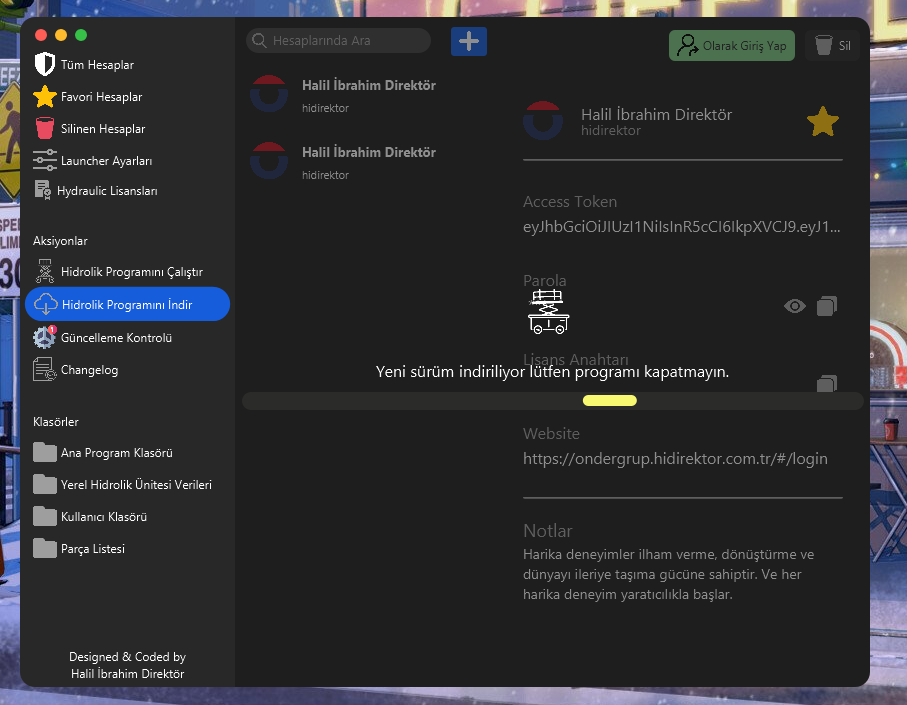 Tüm Hesaplar
Favori Hesaplar
Silinen Hesaplar
Launcher Ayarları
Hydraulic Lisansları
Aksiyonlar
Hidrolik Programını Çalıştır
Hidrolik Programını İndir
1
Güncelleme Kontrolü
Changelog
Klasörler
Ana Program Klasörü
Yerel Hidrolik Ünitesi Verileri
Kullanıcı Klasörü
Parça Listesi
Designed & Coded by
Halil İbrahim Direktör
Hesaplarında Ara
Halil İbrahim Direktör
hidirektor
Halil İbrahim Direktör
hidirektor
Olarak Giriş Yap
Sil
Halil İbrahim Direktör
hidirektor
Access Token
eyJhbGciOiJIUzI1NiIsInR5cCI6IkpXVCJ9.eyJ1...
Parola
Lisans Anahtarı
Yeni sürüm indiriliyor lütfen programı kapatmayın.
Website
https://ondergrup.hidirektor.com.tr/#/login
Notlar
Harika deneyimler ilham verme, dönüştürme ve
dünyayı ileriye taşıma gücüne sahiptir. Ve her
harika deneyim yaratıcılıkla başlar.